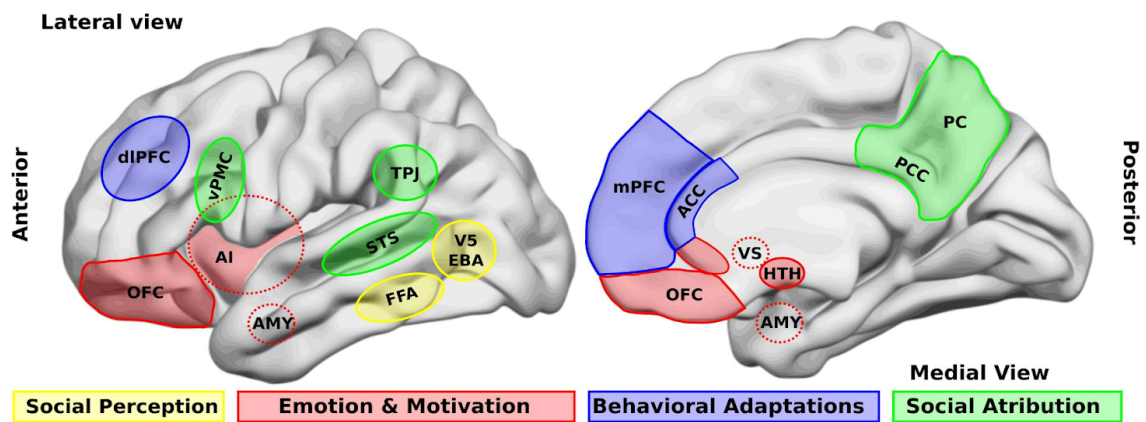 Lateral view
Anterior
dlPFC
vPMC
TPJ
AI
STS
V5
EBA
OFC
FFA
AMY
PC
PCC
mPFC
ACC
VS
HTH
OFC
AMY
Posterior
Medial View
Social Perception
Emotion & Motivation
Behavioral Adaptations
Social Atribution